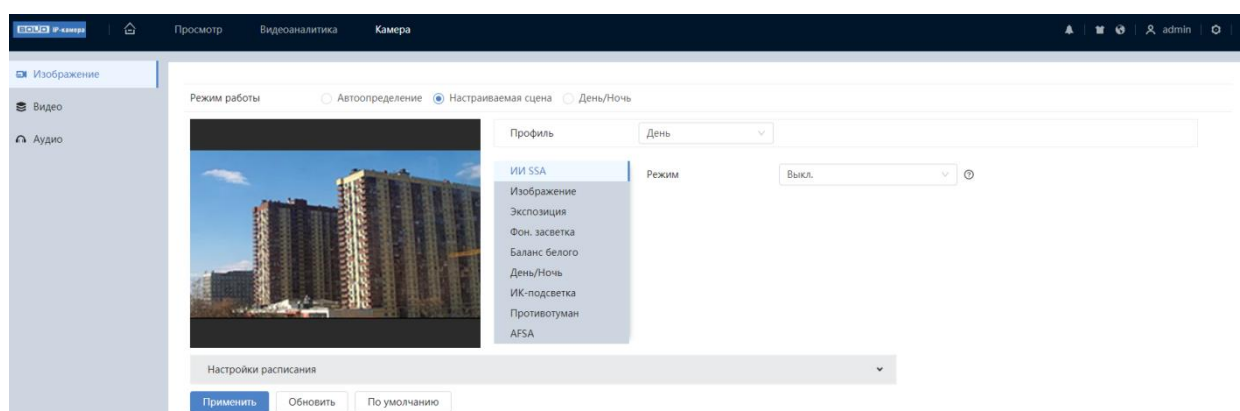 BOLID IP-камера Просмотр Видеоаналитика Камера admin
Изображение
Видео
Аудио
Режим работы Автоопределение Настраиваемая сцена День/Ночь
Профиль День
ИИ SSA Режим Выкл.
Изображение
Экспозиция
Фон. засветка
Баланс белого
День/Ночь
ИК-подсветка
Противотуман
AFSA
Настройки расписания
Применить Обновить По умолчанию